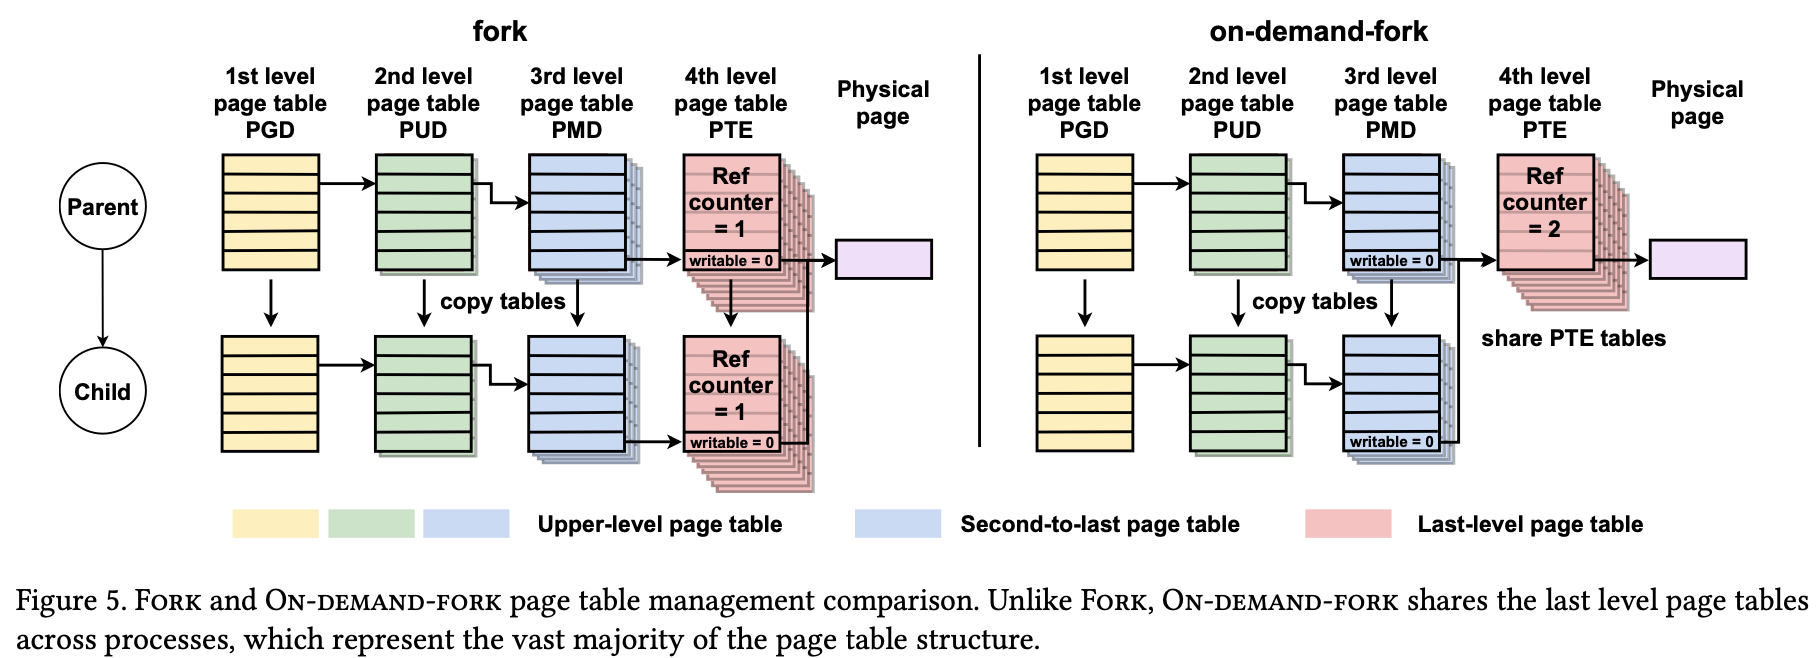 fork
on-demand-fork
1st level
page table
PGD
2nd level
page table
PUD
3rd level
page table
PMD
4th level
page table
PTE
Physical
page
1st level
page table
PGD
2nd level
page table
PUD
3rd level
page table
PMD
4th level
page table
PTE
Physical
page
Parent
Ref
counter
= 1
writable = 0
Ref
counter
= 2
writable = 0
copy tables
copy tables
share PTE tables
Child
Ref
counter
= 1
writable = 0
writable = 0
Upper-level page table
Second-to-last page table
Last-level page table
Figure 5. Fork and On-demand-fork page table management comparison. Unlike Fork, On-demand-fork shares the last level page tables
across processes, which represent the vast majority of the page table structure.